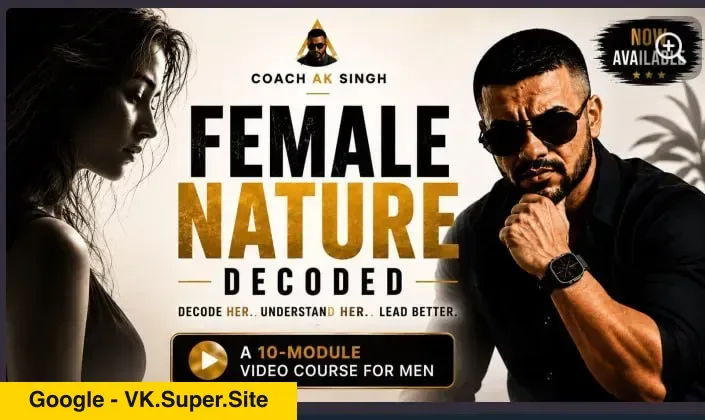 COACH AK SINGH
NOW
AVAILABLE
FEMALE
NATURE
DECODED
DECODE HER.. UNDERSTAND HER.. LEAD BETTER.
A 10-MODULE
VIDEO COURSE FOR MEN
Google - VK.Super.Site